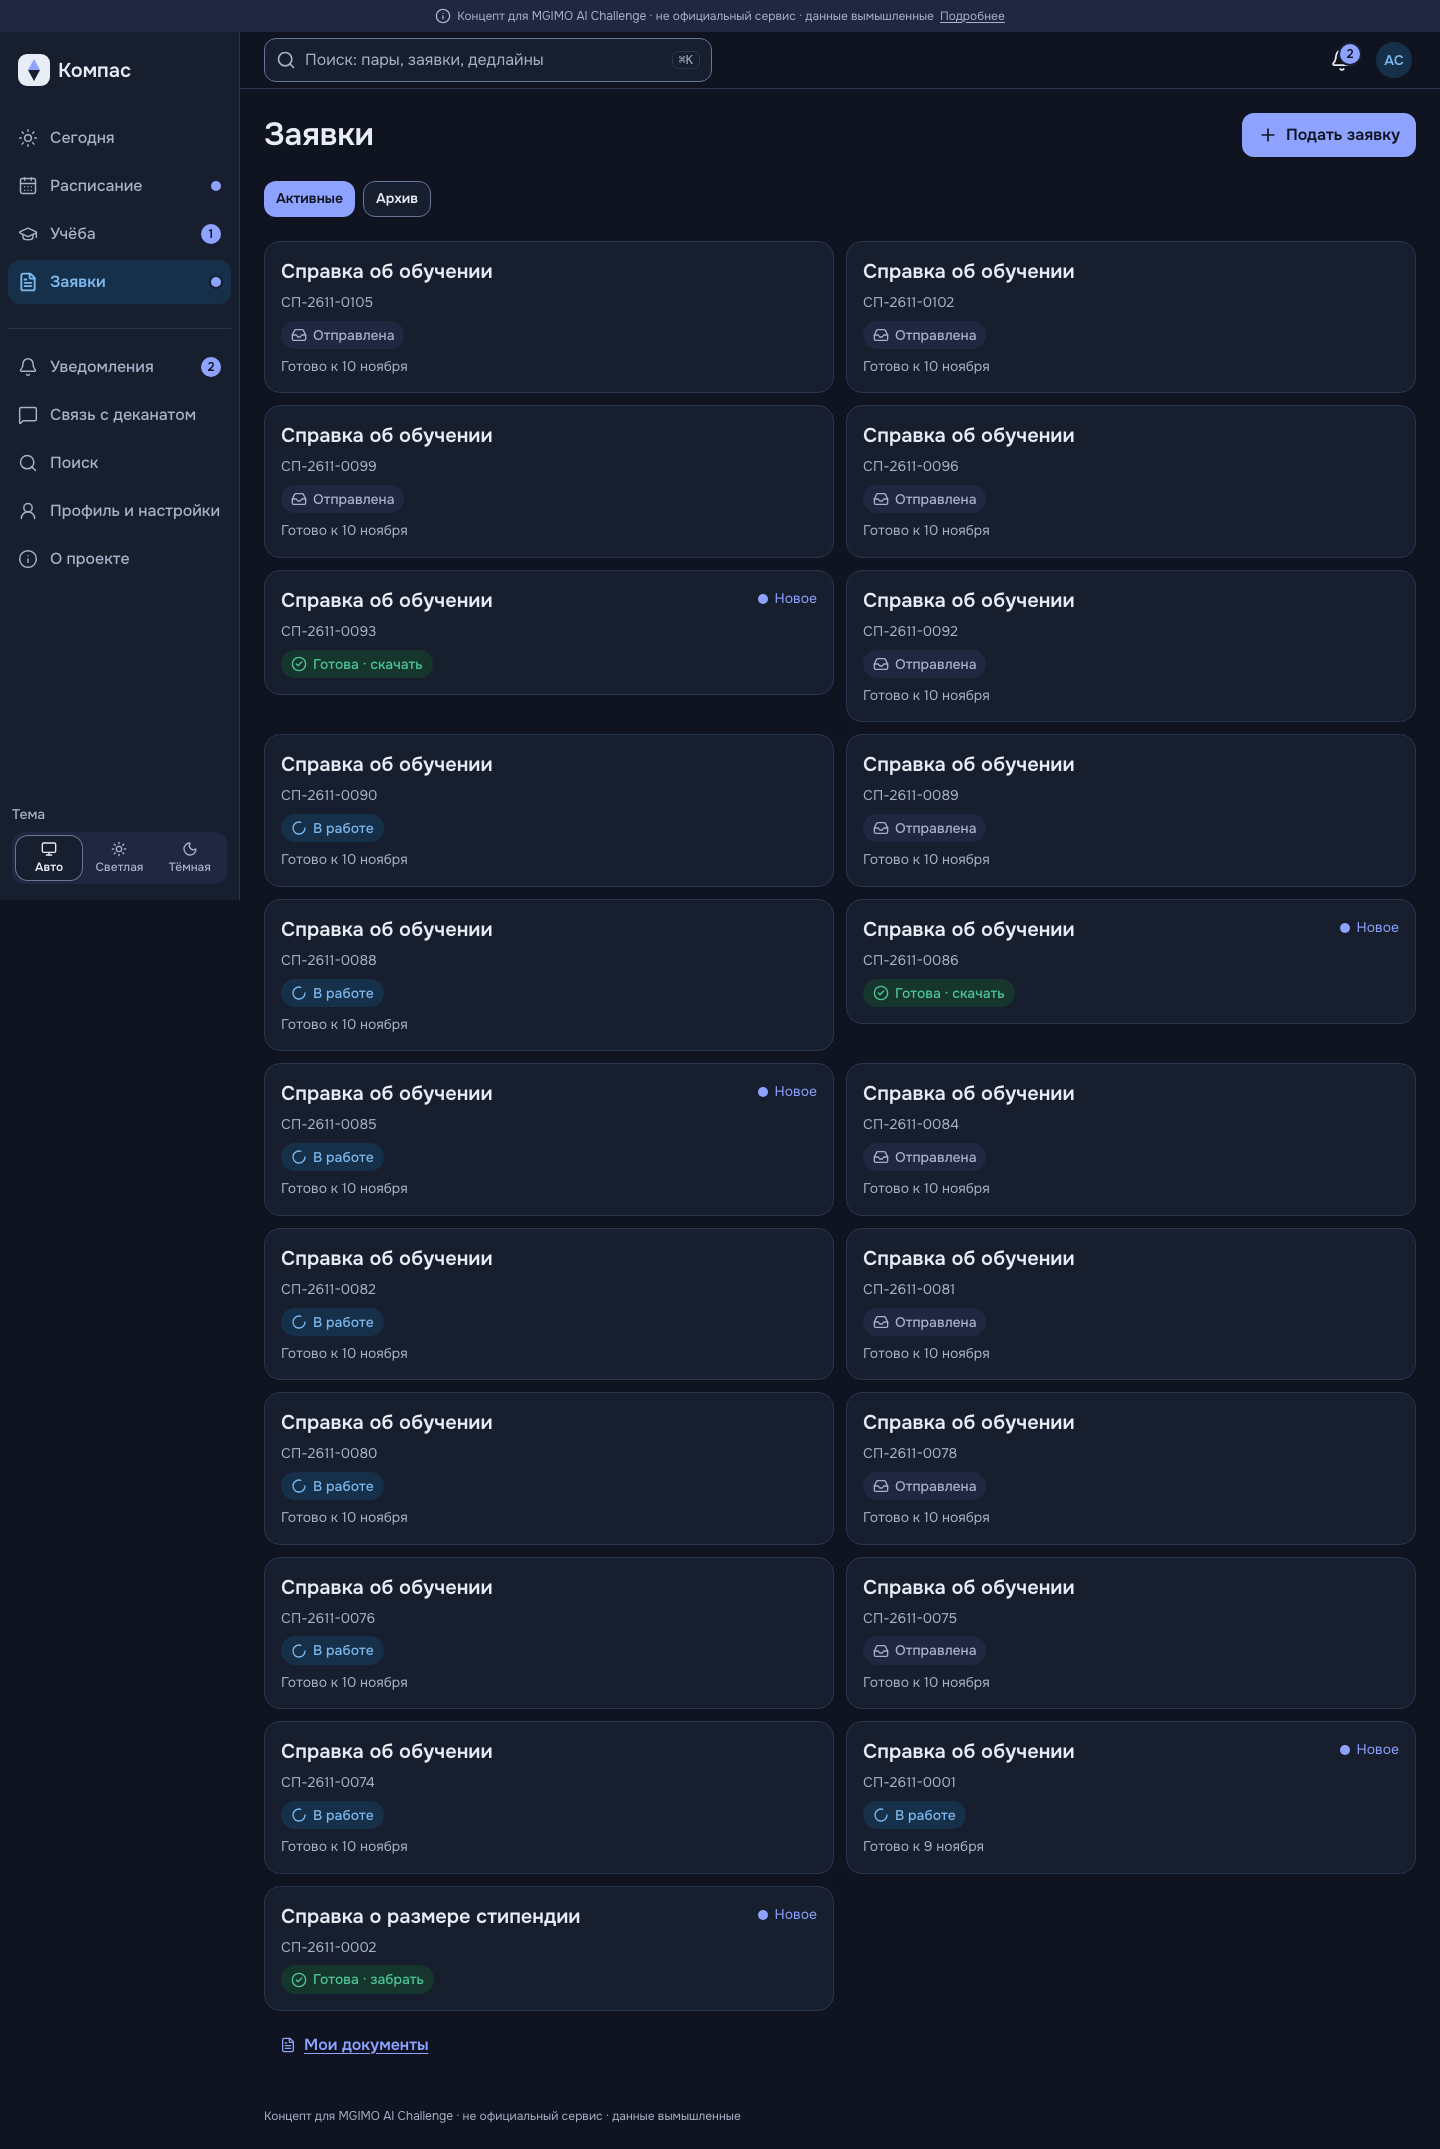 Концепт для MGIMO AI Challenge · не официальный сервис · данные вымышленные Подробнее
Компас
Поиск: пары, заявки, дедлайны
⌘K
2
АС
Сегодня
Расписание
Учёба
1
Заявки
Уведомления
2
Связь с деканатом
Поиск
Профиль и настройки
О проекте
Тема
Авто
Светлая
Тёмная
Заявки
Подать заявку
Активные
Архив
Справка об обучении
СП-2611-0105
Отправлена
Готово к 10 ноября
Справка об обучении
СП-2611-0102
Отправлена
Готово к 10 ноября
Справка об обучении
СП-2611-0099
Отправлена
Готово к 10 ноября
Справка об обучении
СП-2611-0096
Отправлена
Готово к 10 ноября
Справка об обучении
Новое
СП-2611-0093
Готова · скачать
Справка об обучении
СП-2611-0092
Отправлена
Готово к 10 ноября
Справка об обучении
СП-2611-0090
В работе
Готово к 10 ноября
Справка об обучении
СП-2611-0089
Отправлена
Готово к 10 ноября
Справка об обучении
СП-2611-0088
В работе
Готово к 10 ноября
Справка об обучении
Новое
СП-2611-0086
Готова · скачать
Справка об обучении
Новое
СП-2611-0085
В работе
Готово к 10 ноября
Справка об обучении
СП-2611-0084
Отправлена
Готово к 10 ноября
Справка об обучении
СП-2611-0082
В работе
Готово к 10 ноября
Справка об обучении
СП-2611-0081
Отправлена
Готово к 10 ноября
Справка об обучении
СП-2611-0080
В работе
Готово к 10 ноября
Справка об обучении
СП-2611-0078
Отправлена
Готово к 10 ноября
Справка об обучении
СП-2611-0076
В работе
Готово к 10 ноября
Справка об обучении
СП-2611-0075
Отправлена
Готово к 10 ноября
Справка об обучении
СП-2611-0074
В работе
Готово к 10 ноября
Справка об обучении
Новое
СП-2611-0001
В работе
Готово к 9 ноября
Справка о размере стипендии
Новое
СП-2611-0002
Готова · забрать
Мои документы
Концепт для MGIMO AI Challenge · не официальный сервис · данные вымышленные